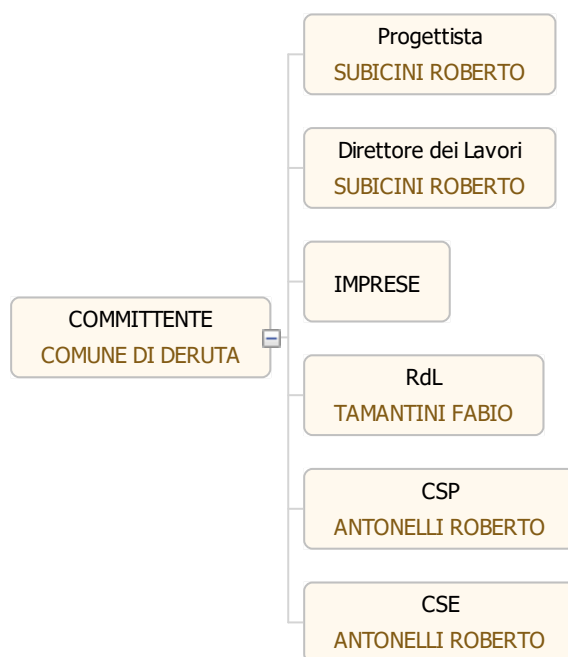 Progettista
SUBICINI ROBERTO
Direttore dei Lavori
SUBICINI ROBERTO
IMPRESE
COMMITTENTE
COMUNE DI DERUTA
RdL
TAMANTINI FABIO
CSP
ANTONELLI ROBERTO
CSE
ANTONELLI ROBERTO